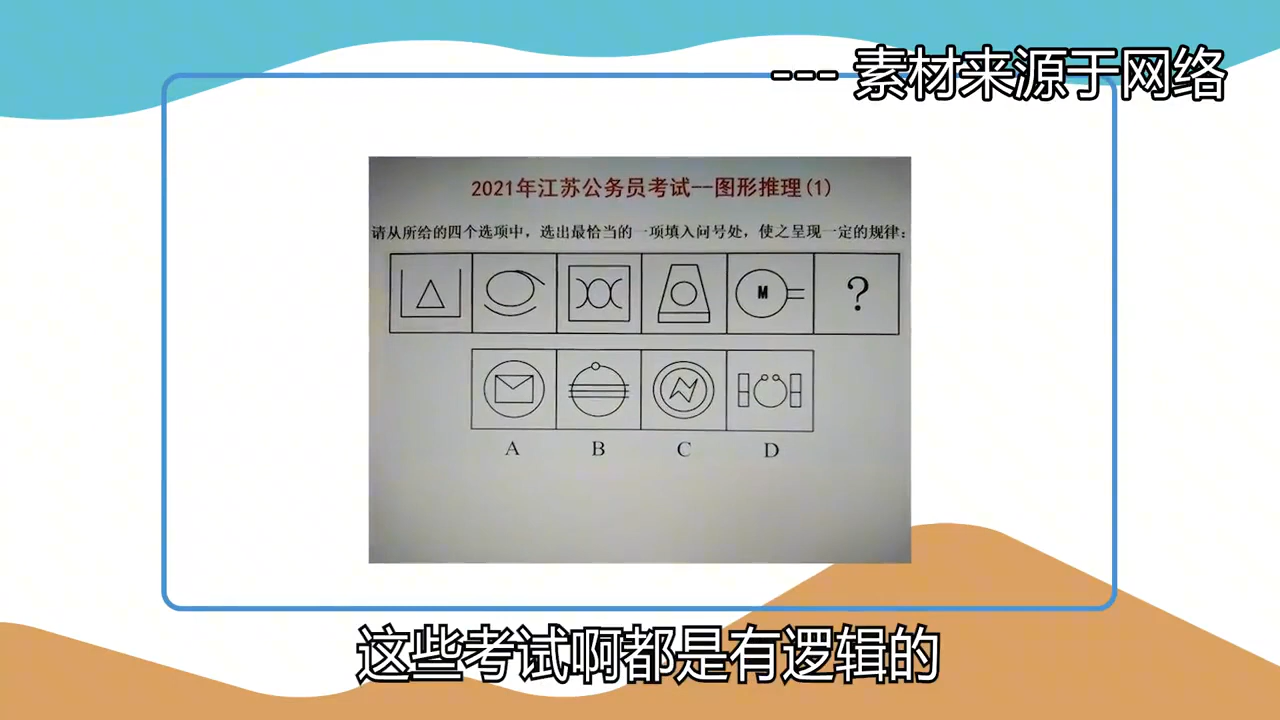 --- 素材来源于网络
2021年江苏公务员考试--图形推理(1)
请从所给的四个选项中，选出最恰当的一项填入问号处，使之呈现一定的规律：
M
?
A B C D
这些考试啊都是有逻辑的